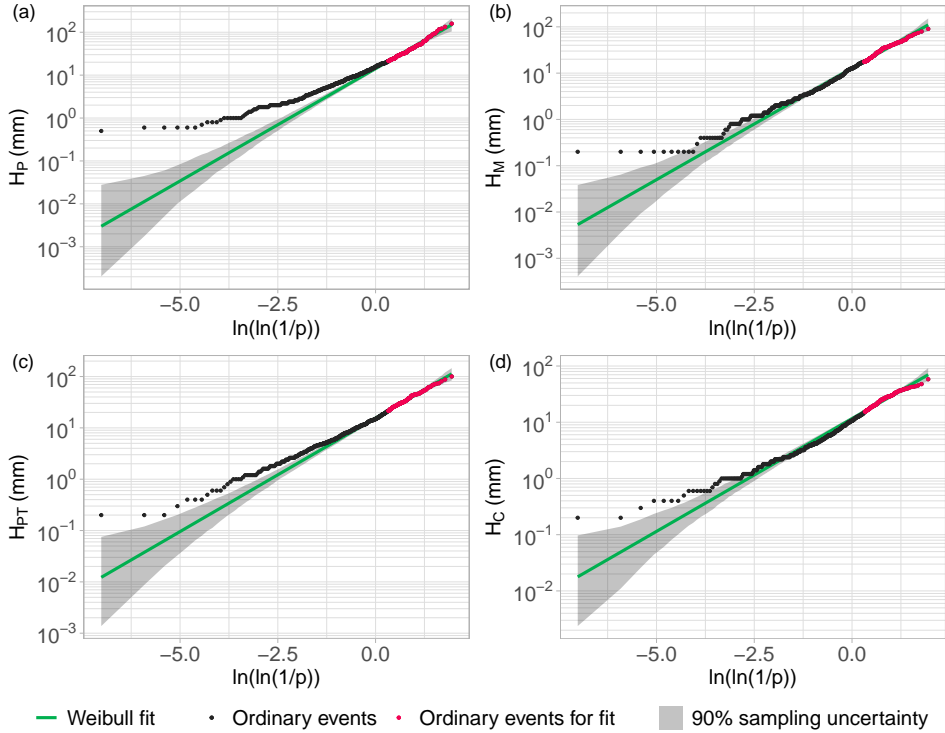 (a)
(b)
10²
10¹
10⁰
10⁻¹
10⁻²
10⁻³
H_P (mm)
−5.0 −2.5 0.0
ln(ln(1/p))
10²
10¹
10⁰
10⁻¹
10⁻²
10⁻³
H_M (mm)
−5.0 −2.5 0.0
ln(ln(1/p))
(c)
(d)
10²
10¹
10⁰
10⁻¹
10⁻²
10⁻³
H_PT (mm)
−5.0 −2.5 0.0
ln(ln(1/p))
10²
10¹
10⁰
10⁻¹
10⁻²
H_C (mm)
−5.0 −2.5 0.0
ln(ln(1/p))
Weibull fit Ordinary events Ordinary events for fit 90% sampling uncertainty